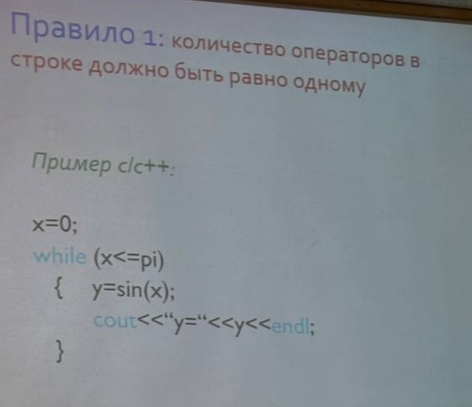 Правило 1: количество операторов в
строке должно быть равно одному
Пример c/c++:
x=0;
while (x<=pi)
{ y=sin(x);
cout<<“y=“<<y<<endl;
}